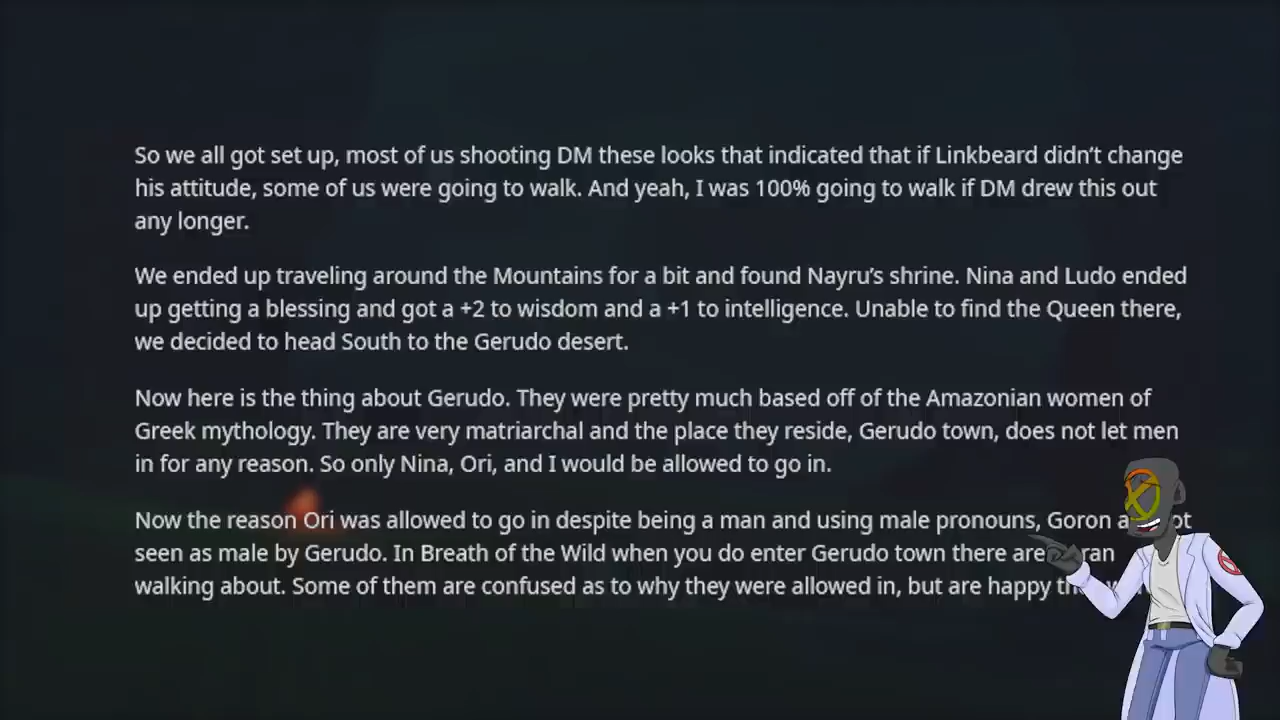 So we all got set up, most of us shooting DM these looks that indicated that if Linkbeard didn’t change
his attitude, some of us were going to walk. And yeah, I was 100% going to walk if DM drew this out
any longer.
We ended up traveling around the Mountains for a bit and found Nayru’s shrine. Nina and Ludo ended
up getting a blessing and got a +2 to wisdom and a +1 to intelligence. Unable to find the Queen there,
we decided to head South to the Gerudo desert.
Now here is the thing about Gerudo. They were pretty much based off of the Amazonian women of
Greek mythology. They are very matriarchal and the place they reside, Gerudo town, does not let men
in for any reason. So only Nina, Ori, and I would be allowed to go in.
Now the reason Ori was allowed to go in despite being a man and using male pronouns, Goron
seen as male by Gerudo. In Breath of the Wild when you do enter Gerudo town there are
walking about. Some of them are confused as to why they were allowed in, but are happy